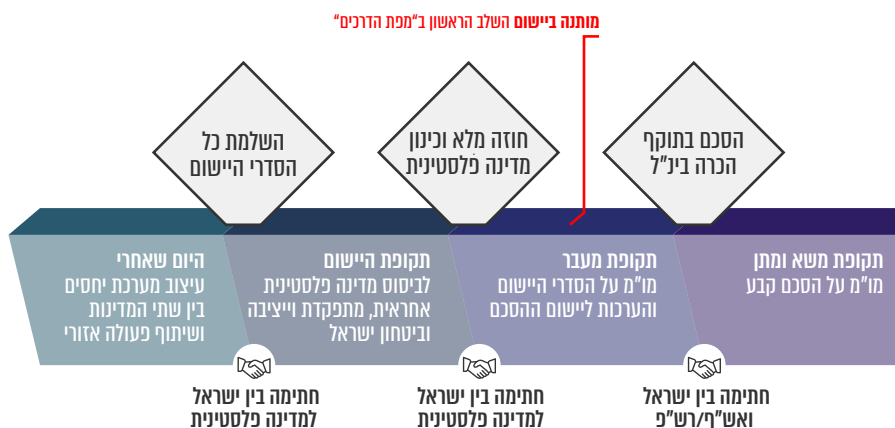 מותנה ביישום השלב הראשון ב"מפת הדרכים"
הסכם בתוקף
הכרה בינ"ל
חוזה מלא וכינון
מדינה פלסטינית
השלמת כל
הסדרי היישום
תקופת משא ומתן
מו"מ על הסכם קבע
תקופת מעבר
מו"מ על הסדרי היישום
והערכות ליישום ההסכם
תקופת היישום
לביסוס מדינה פלסטינית
אחראית, מתפקדת וייציבה
וביטחון ישראל
היום שאחרי
עיצוב מערכת יחסים
בין שתי המדינות
ושיתוף פעולה אזורי
חתימה בין ישראל
ואש"ף/רש"פ
חתימה בין ישראל
למדינה פלסטינית
חתימה בין ישראל
למדינה פלסטינית